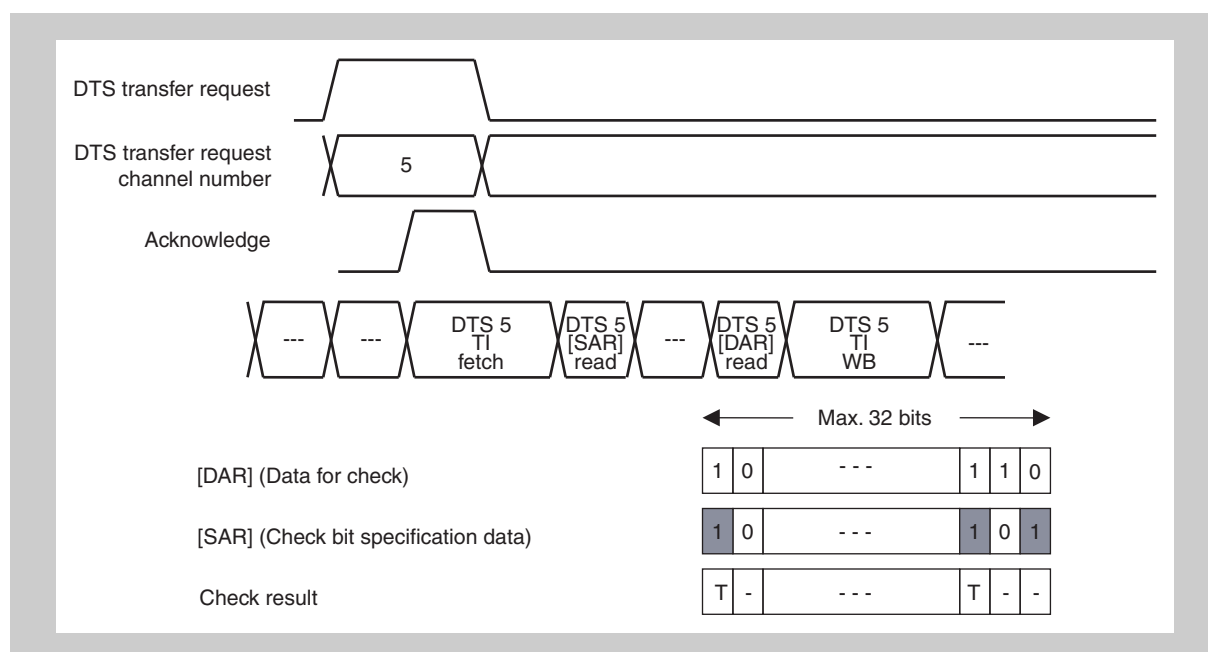 DTS transfer request
DTS transfer request
channel number
5
Acknowledge
--- --- DTS 5 TI fetch DTS 5 [SAR] read --- DTS 5 [DAR] read DTS 5 TI WB ---
Max. 32 bits
[DAR] (Data for check) 1 0 - - - 1 1 0
[SAR] (Check bit specification data) 1 0 - - - 1 0 1
Check result T - - - - T - -